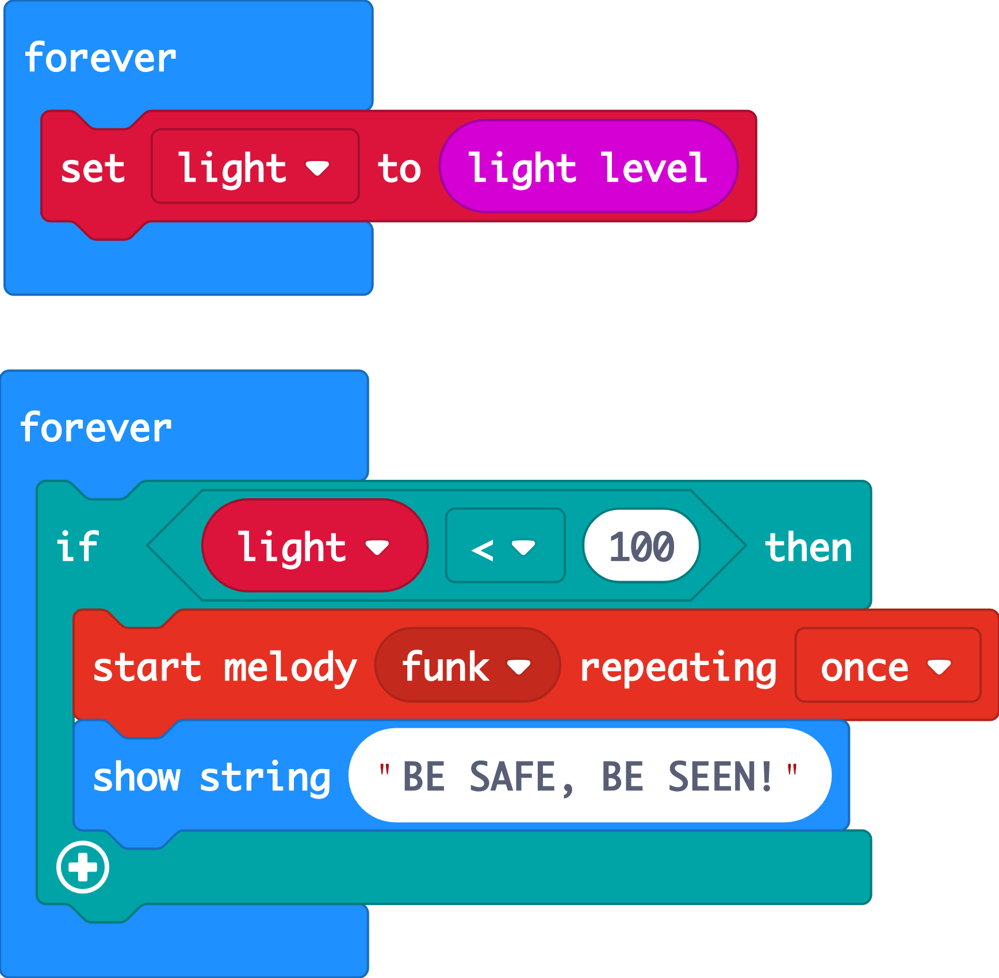 forever
set light to light level
forever
if light < 100 then
start melody funk repeating once
show string "BE SAFE, BE SEEN!"